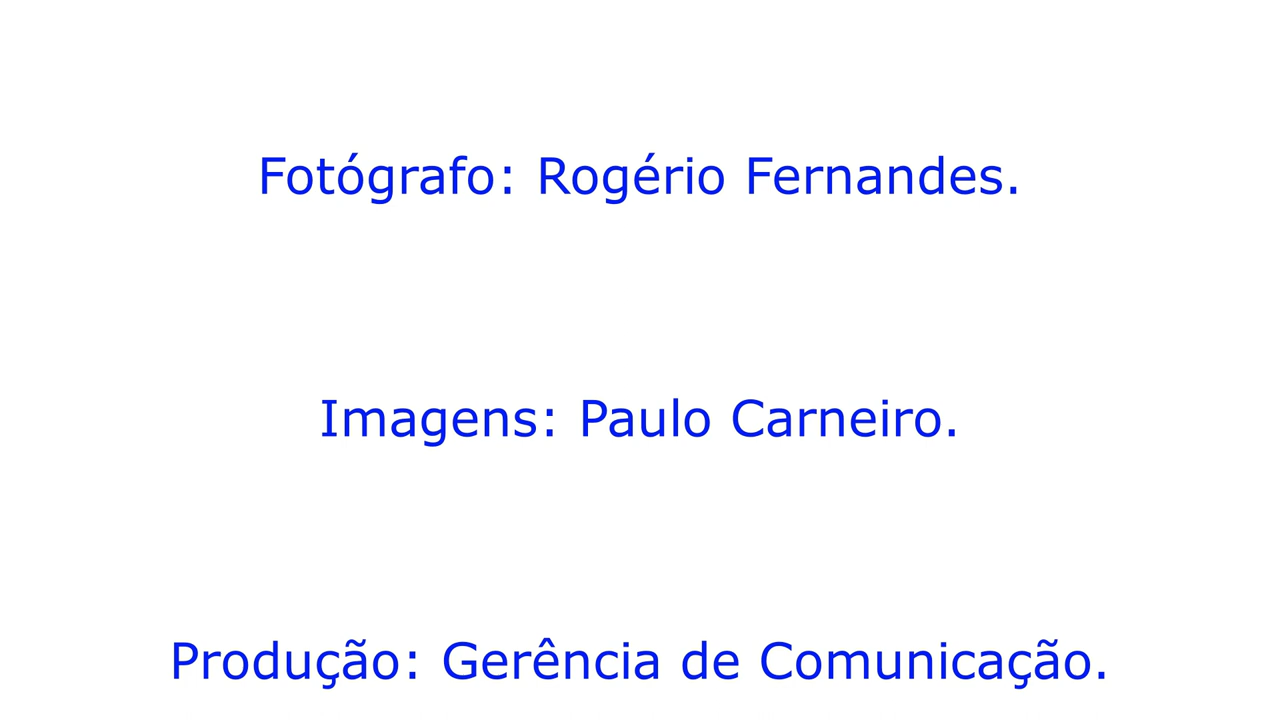 Fotógrafo: Rogério Fernandes.
Imagens: Paulo Carneiro.
Produção: Gerência de Comunicação.